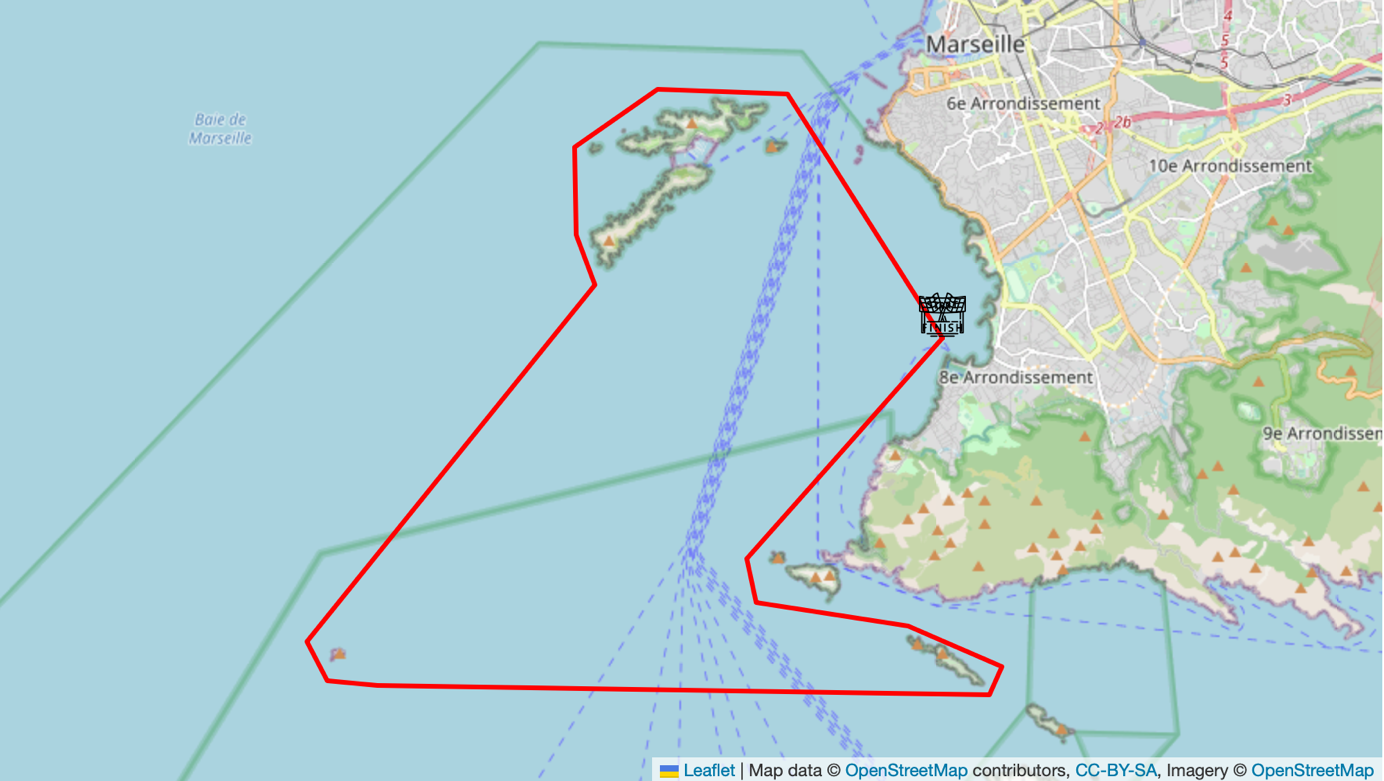 Marseille
Baie de
Marseille
6e Arrondissement
4
5
5
3
2
2b
10e Arrondissement
FINISH
8e Arrondissement
9e Arrondissem
Leaflet | Map data © OpenStreetMap contributors, CC-BY-SA, Imagery © OpenStreetMap